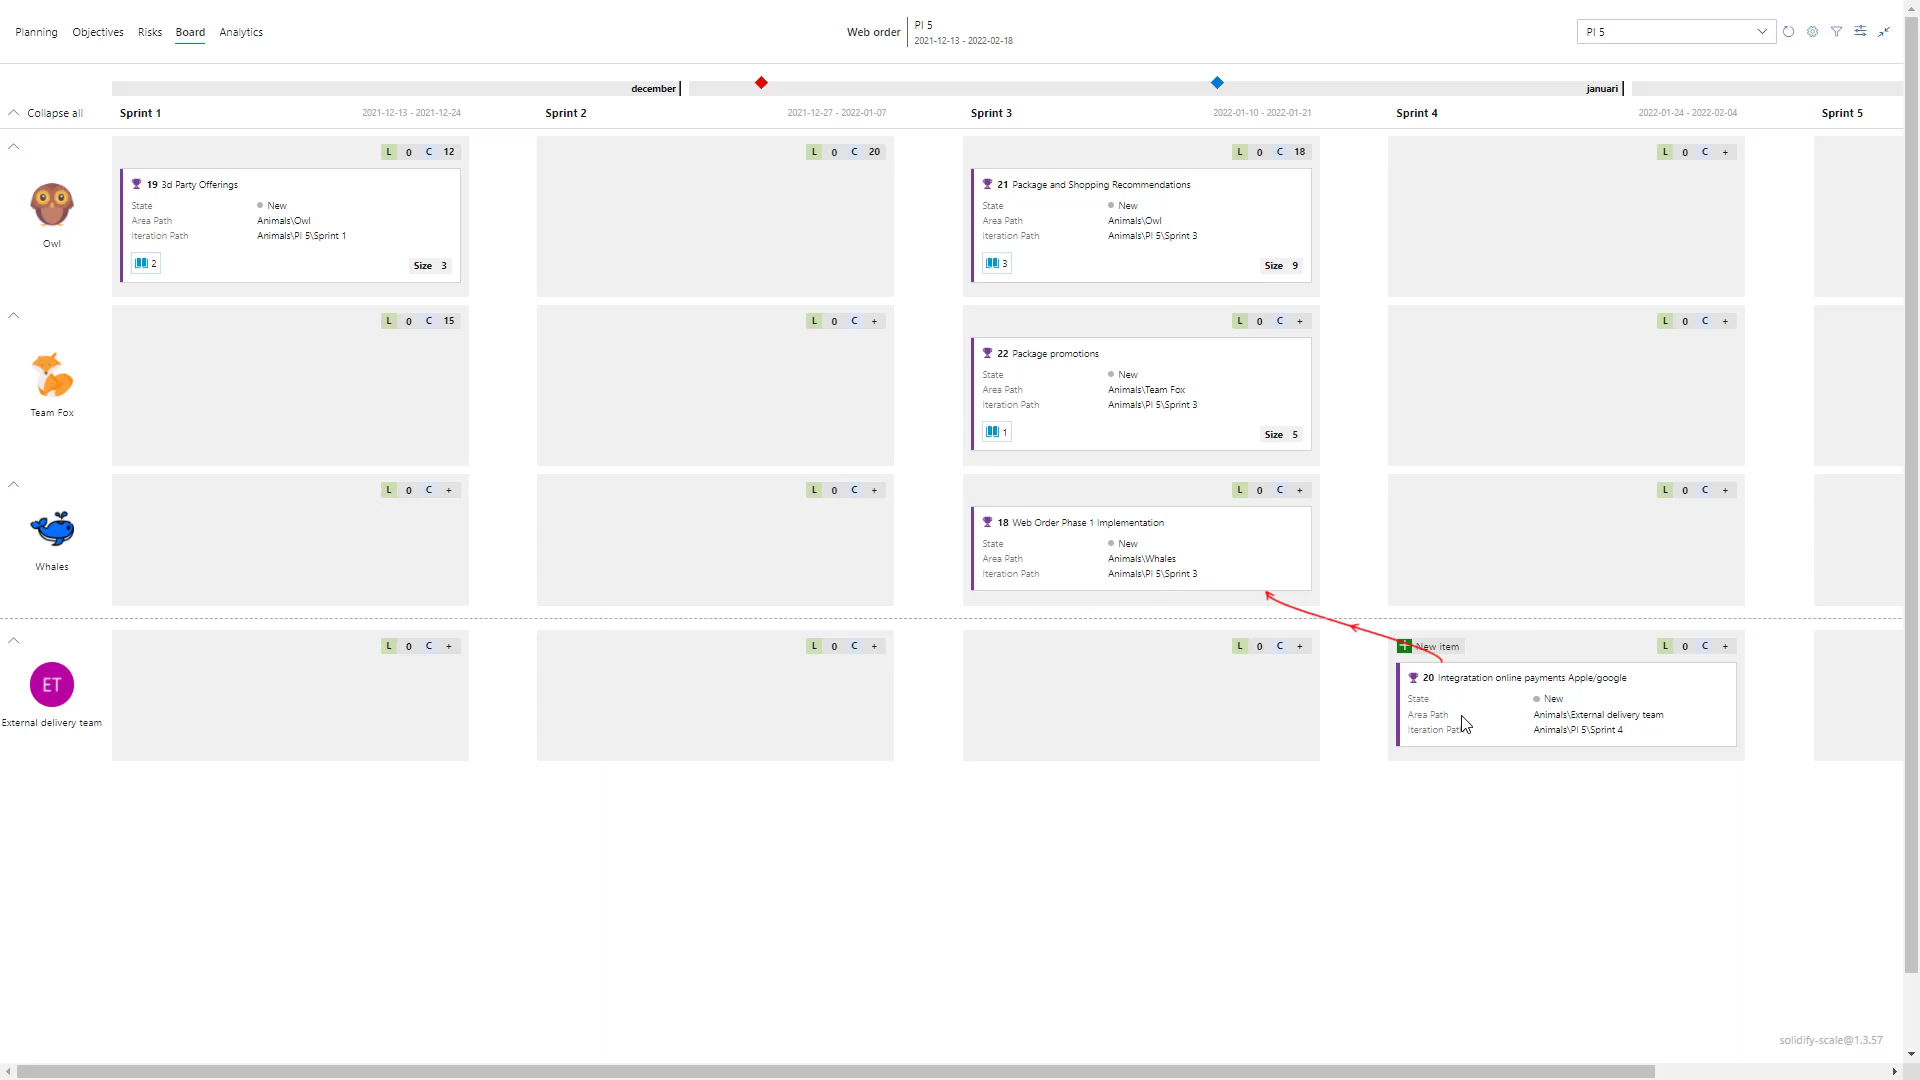 Planning Objectives Risks Board Analytics
Web order PI 5
2021-12-13 - 2022-02-18
PI 5
december
januari
Collapse all
Sprint 1 2021-12-13 - 2021-12-24
Sprint 2 2021-12-27 - 2022-01-07
Sprint 3 2022-01-10 - 2022-01-21
Sprint 4 2022-01-24 - 2022-02-04
Sprint 5
Owl
L 0 C 12
19 3d Party Offerings
State New
Area Path Animals\Owl
Iteration Path Animals\PI 5\Sprint 1
2 Size 3
L 0 C 20
L 0 C 18
21 Package and Shopping Recommendations
State New
Area Path Animals\Owl
Iteration Path Animals\PI 5\Sprint 3
3 Size 9
L 0 C +
Team Fox
L 0 C 15
L 0 C +
L 0 C +
22 Package promotions
State New
Area Path Animals\Team Fox
Iteration Path Animals\PI 5\Sprint 3
1 Size 5
L 0 C +
Whales
L 0 C +
L 0 C +
L 0 C +
18 Web Order Phase 1 Implementation
State New
Area Path Animals\Whales
Iteration Path Animals\PI 5\Sprint 3
L 0 C +
ET
External delivery team
L 0 C +
L 0 C +
L 0 C +
New item L 0 C +
20 Integratation online payments Apple/google
State New
Area Path Animals\External delivery team
Iteration Path Animals\PI 5\Sprint 4
solidify-scale@1.3.57